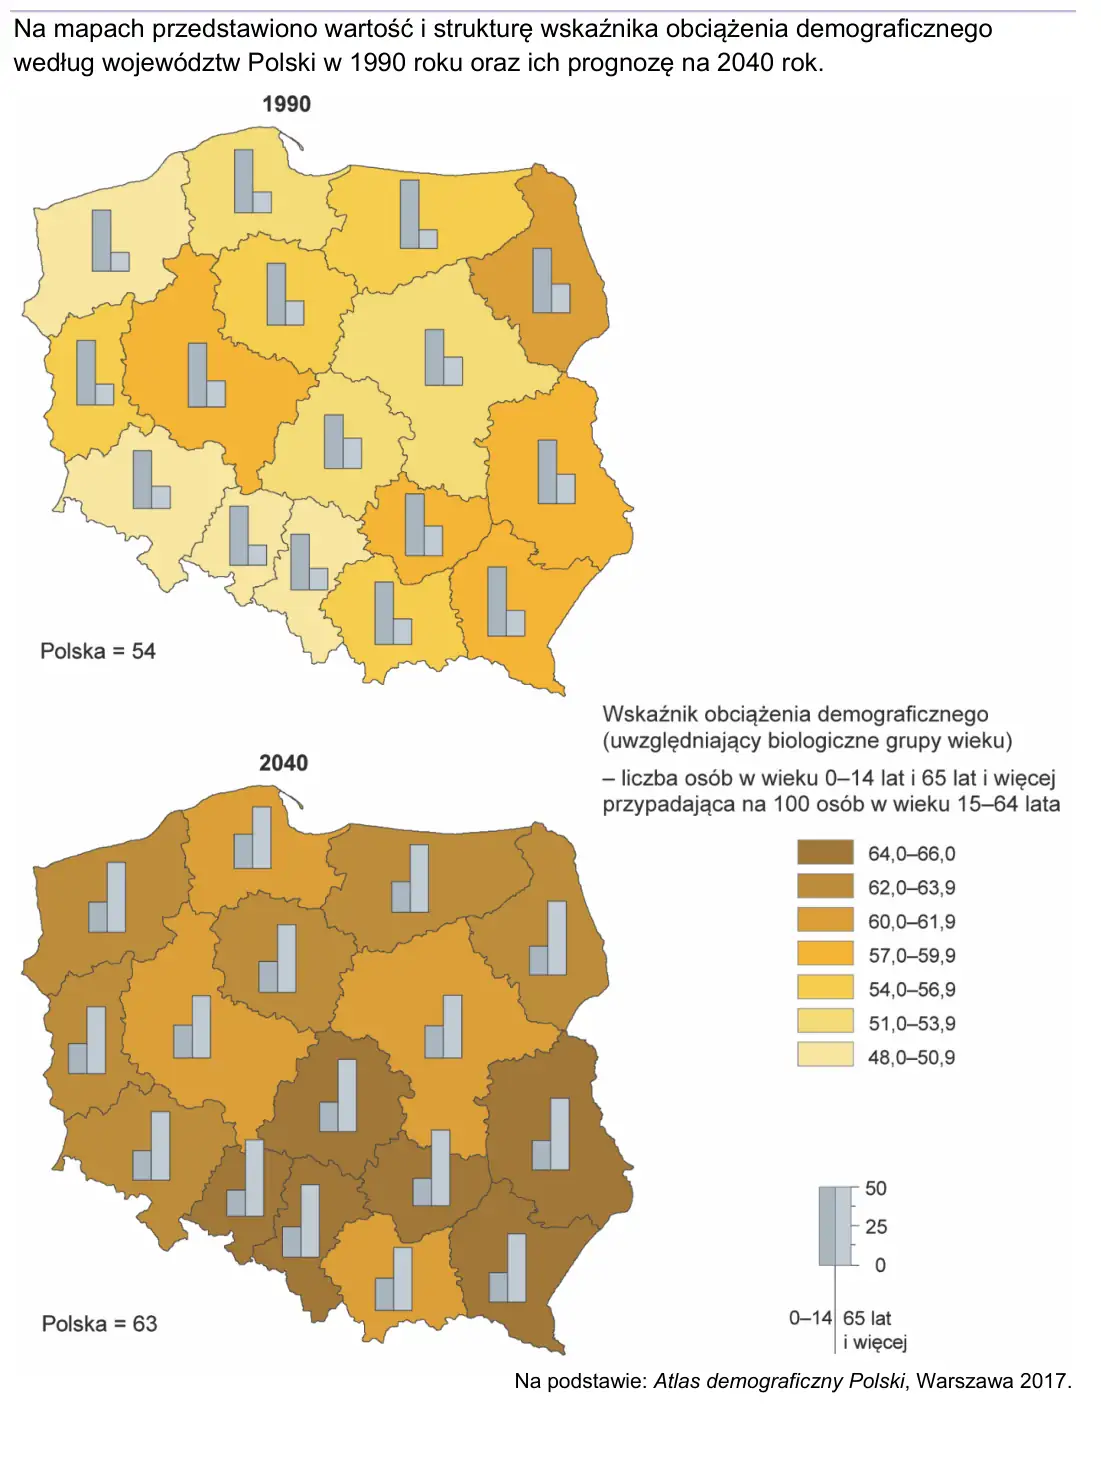 Na mapach przedstawiono wartość i strukturę wskaźnika obciążenia demograficznego
według województw Polski w 1990 roku oraz ich prognozę na 2040 rok.
1990
Polska = 54
Wskaźnik obciążenia demograficznego
(uwzględniający biologiczne grupy wieku)
– liczba osób w wieku 0–14 lat i 65 lat i więcej
przypadająca na 100 osób w wieku 15–64 lata
2040
64,0–66,0
62,0–63,9
60,0–61,9
57,0–59,9
54,0–56,9
51,0–53,9
48,0–50,9
50
25
0
0–14 65 lat
i więcej
Polska = 63
Na podstawie: Atlas demograficzny Polski, Warszawa 2017.